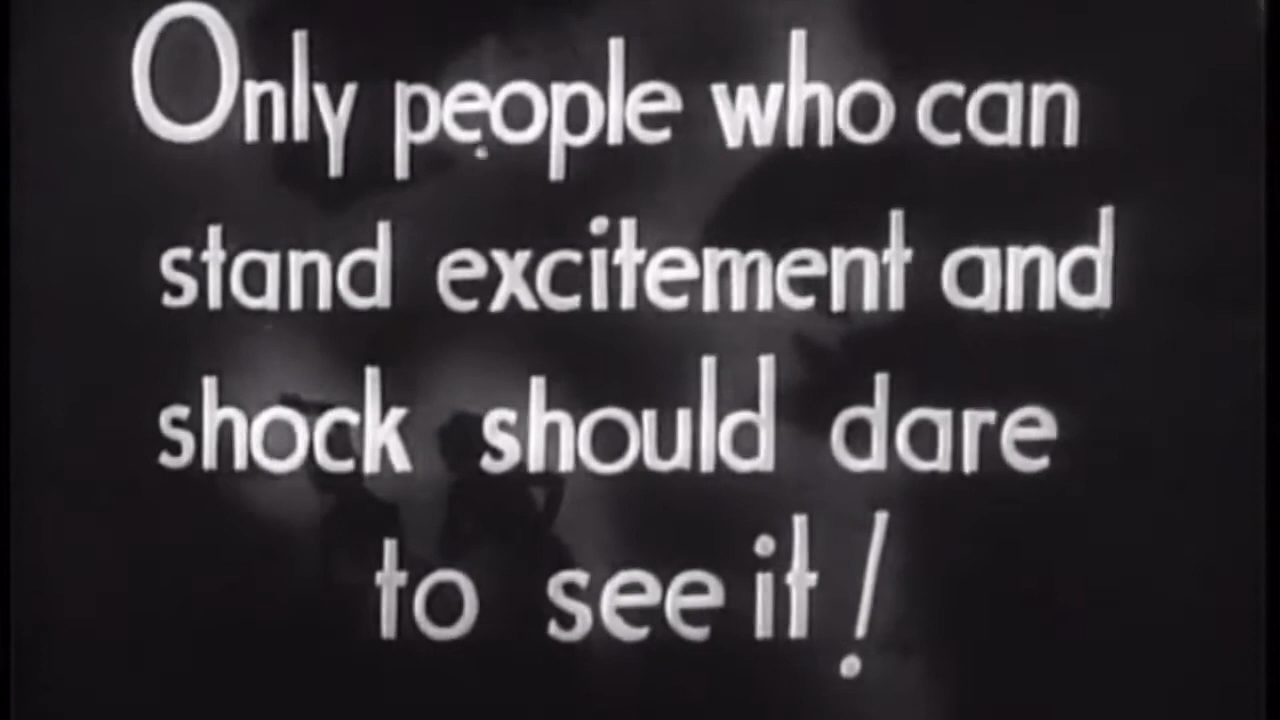 Only people who can
stand excitement and
shock should dare
to see it!